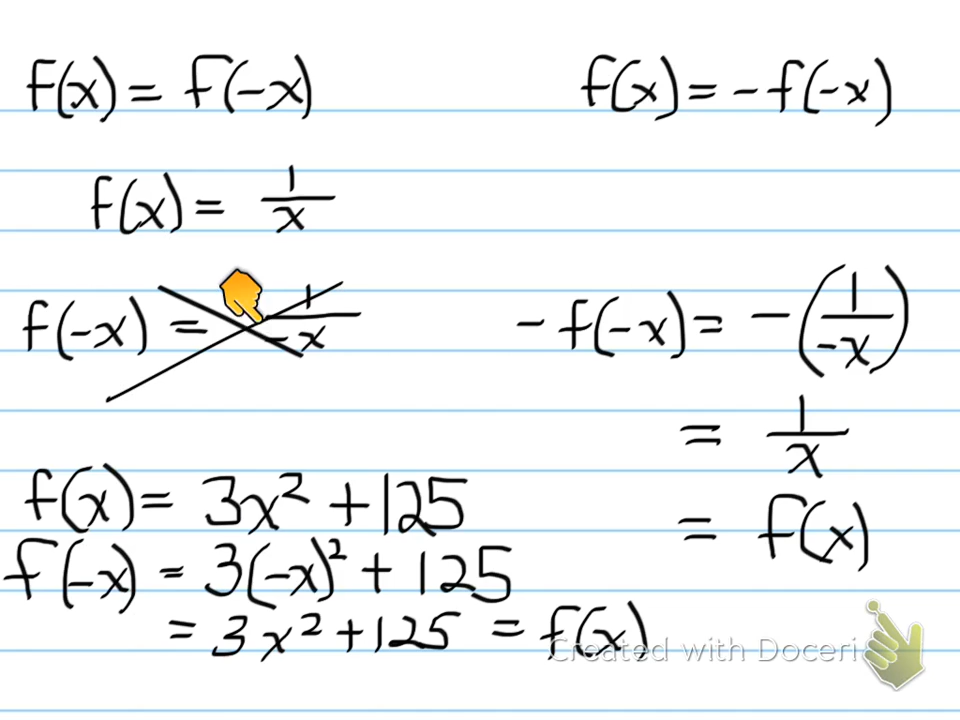 f(x) = f(-x)
f(x) = -f(-x)
f(x) = 1/x
f(-x) = 1/-x
-f(-x) = -(1/-x)
= 1/x
= f(x)
f(x) = 3x² + 125
f(-x) = 3(-x)² + 125
= 3x² + 125 = f(x)
Created with Doceri